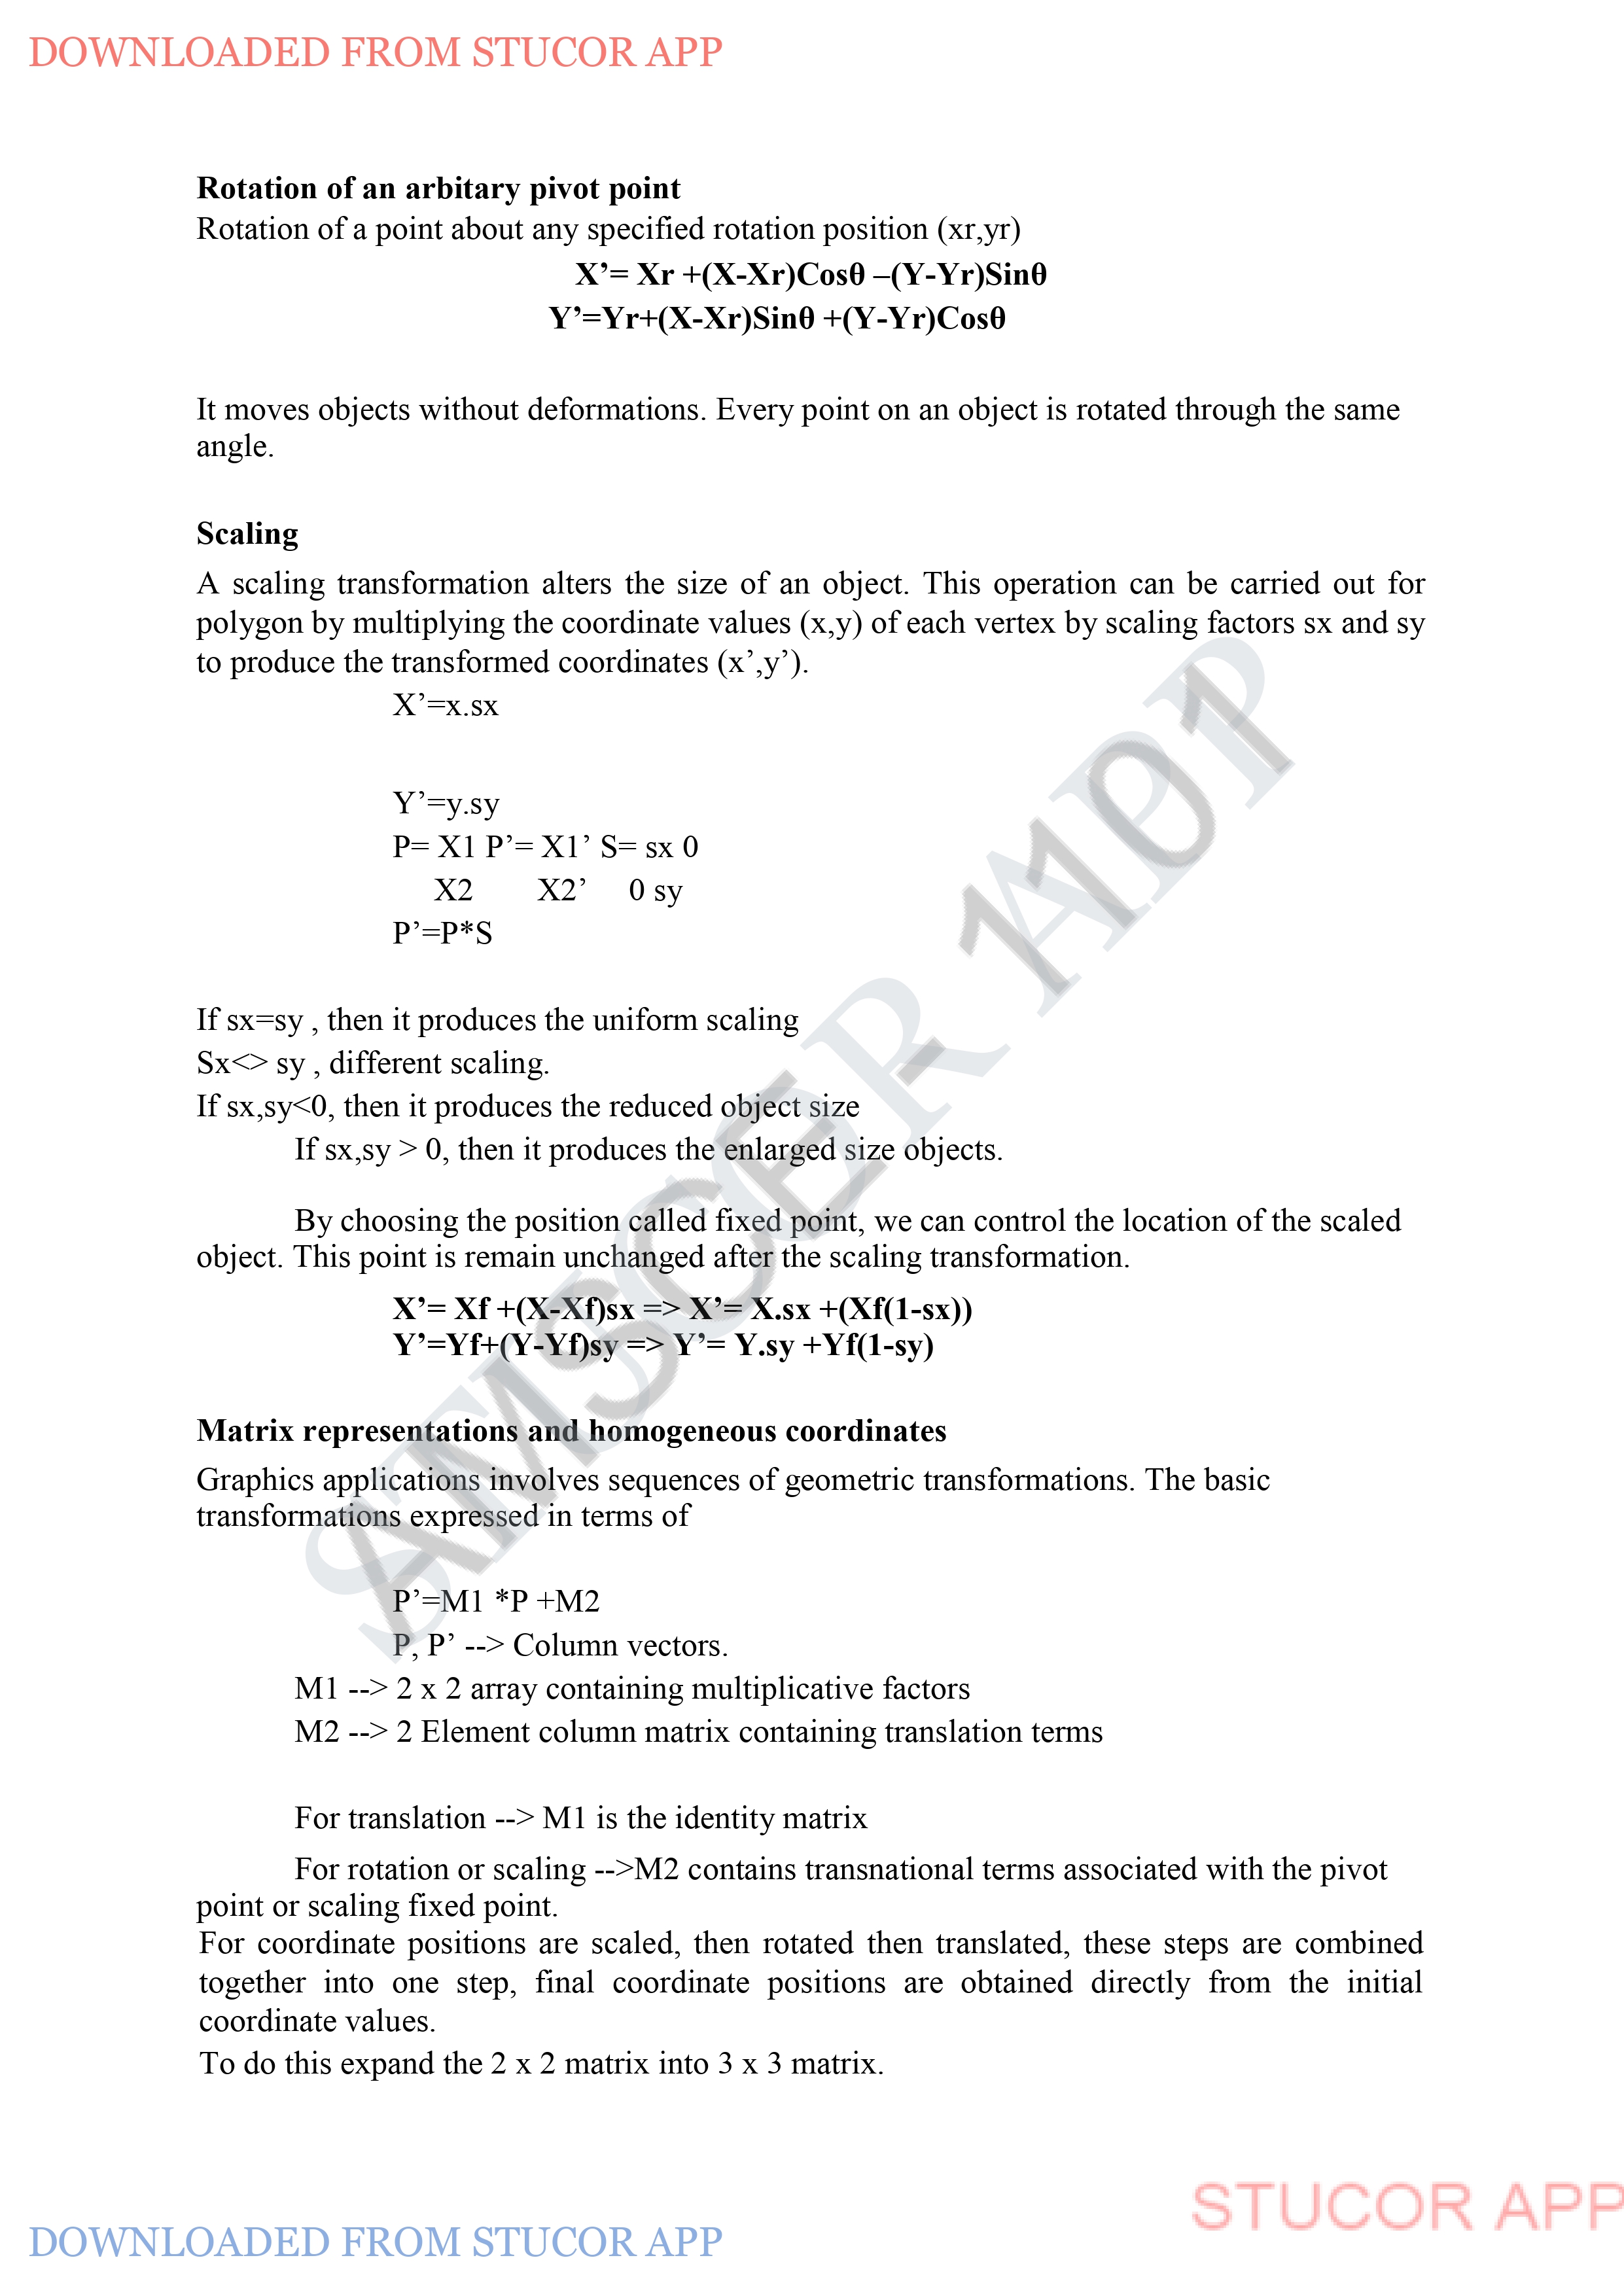 DOWNLOADED FROM STUCOR APP
Rotation of an arbitary pivot point
Rotation of a point about any specified rotation position (xr,yr)
X’= Xr +(X-Xr)Cosθ –(Y-Yr)Sinθ
Y’=Yr+(X-Xr)Sinθ +(Y-Yr)Cosθ
It moves objects without deformations. Every point on an object is rotated through the same
angle.
Scaling
A scaling transformation alters the size of an object. This operation can be carried out for
polygon by multiplying the coordinate values (x,y) of each vertex by scaling factors sx and sy
to produce the transformed coordinates (x’,y’).
X’=x.sx
Y’=y.sy
P= X1 P’= X1’ S= sx 0
X2 X2’ 0 sy
P’=P*S
If sx=sy , then it produces the uniform scaling
Sx<> sy , different scaling.
If sx,sy<0, then it produces the reduced object size
If sx,sy > 0, then it produces the enlarged size objects.
By choosing the position called fixed point, we can control the location of the scaled
object. This point is remain unchanged after the scaling transformation.
X’= Xf +(X-Xf)sx => X’= X.sx +(Xf(1-sx))
Y’=Yf+(Y-Yf)sy => Y’= Y.sy +Yf(1-sy)
Matrix representations and homogeneous coordinates
Graphics applications involves sequences of geometric transformations. The basic
transformations expressed in terms of
P’=M1 *P +M2
P, P’ --> Column vectors.
M1 --> 2 x 2 array containing multiplicative factors
M2 --> 2 Element column matrix containing translation terms
For translation --> M1 is the identity matrix
For rotation or scaling -->M2 contains transnational terms associated with the pivot
point or scaling fixed point.
For coordinate positions are scaled, then rotated then translated, these steps are combined
together into one step, final coordinate positions are obtained directly from the initial
coordinate values.
To do this expand the 2 x 2 matrix into 3 x 3 matrix.
STUCOR APP
AMSCE - 1101
STUCOR APP
DOWNLOADED FROM STUCOR APP